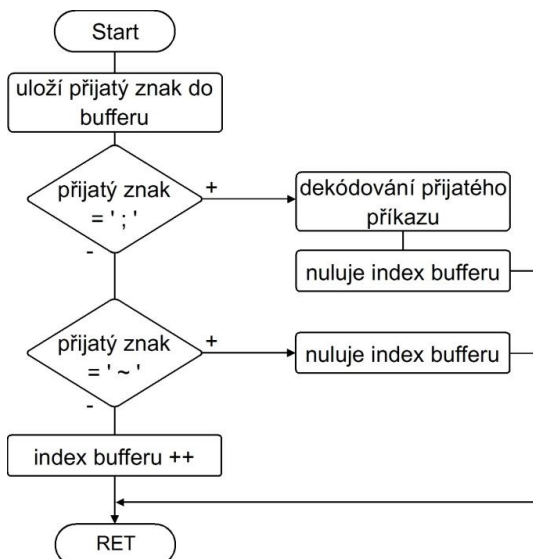 Start
uloží přijatý znak do
bufferu
přijatý znak
= ' ; '
+
-
dekódování přijatého
příkazu
nuluje index bufferu
přijatý znak
= ' ~ '
+
-
nuluje index bufferu
index bufferu ++
RET